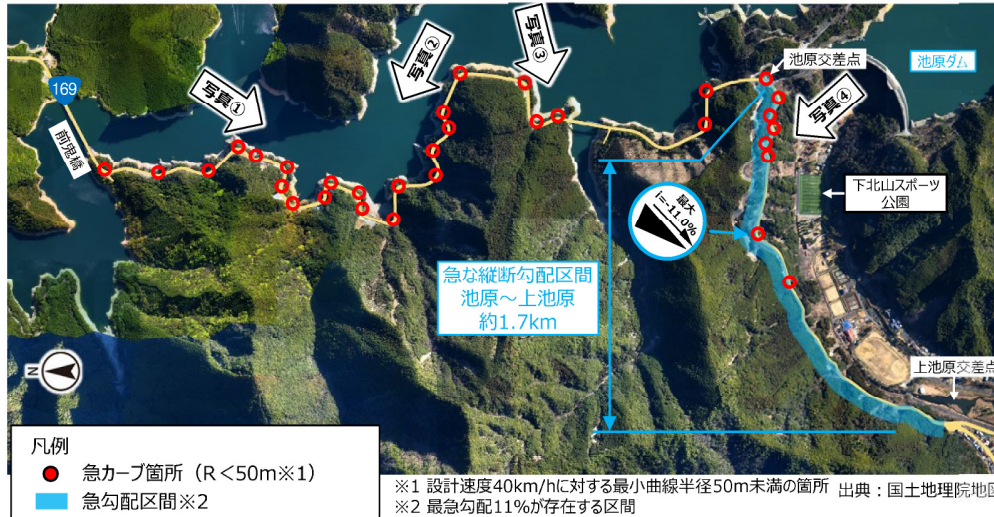 169
前鬼橋
写真①
写真②
写真③
池原交差点
池原ダム
写真④
下北山スポーツ
公園
最大
i=-11.0%
急な縦断勾配区間
池原～上池原
約1.7km
上池原交差点
N
凡例
急カーブ箇所（R＜50m※1）
急勾配区間※2
※1 設計速度40km/hに対する最小曲線半径50m未満の箇所
※2 最急勾配11%が存在する区間
出典：国土地理院地図